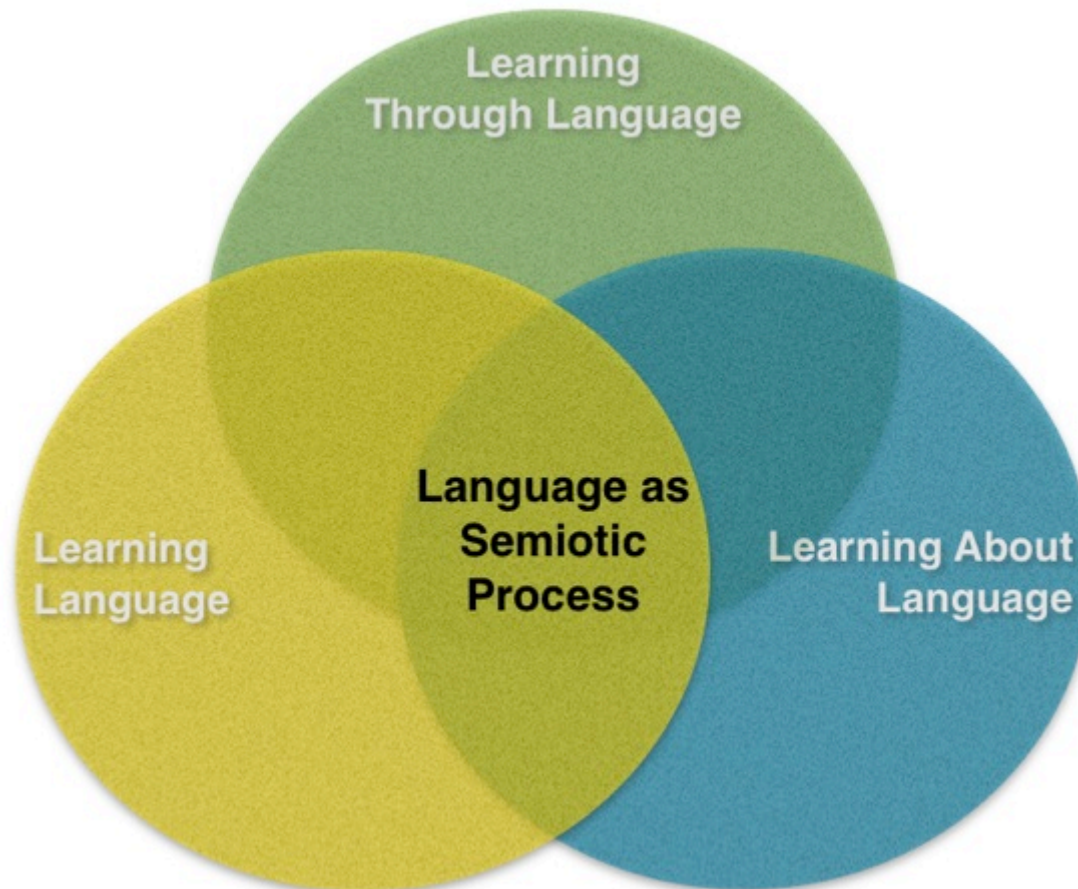 Learning
Through Language
Language as
Semiotic
Process
Learning
Language
Learning About
Language